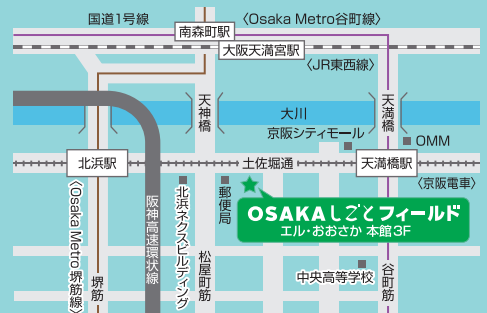 国道1号線
〈Osaka Metro谷町線〉
南森町駅
大阪天満宮駅
〈JR東西線〉
天神橋
大川
天満橋
京阪シティモール
OMM
北浜駅
土佐堀通
天満橋駅
〈京阪電車〉
〈Osaka Metro 堺筋線〉
堺筋
阪神高速環状線
北浜ネクスビルディング
松屋町筋
郵便局
OSAKAしごとフィールド
エル・おおさか 本館3F
中央高等学校
谷町筋